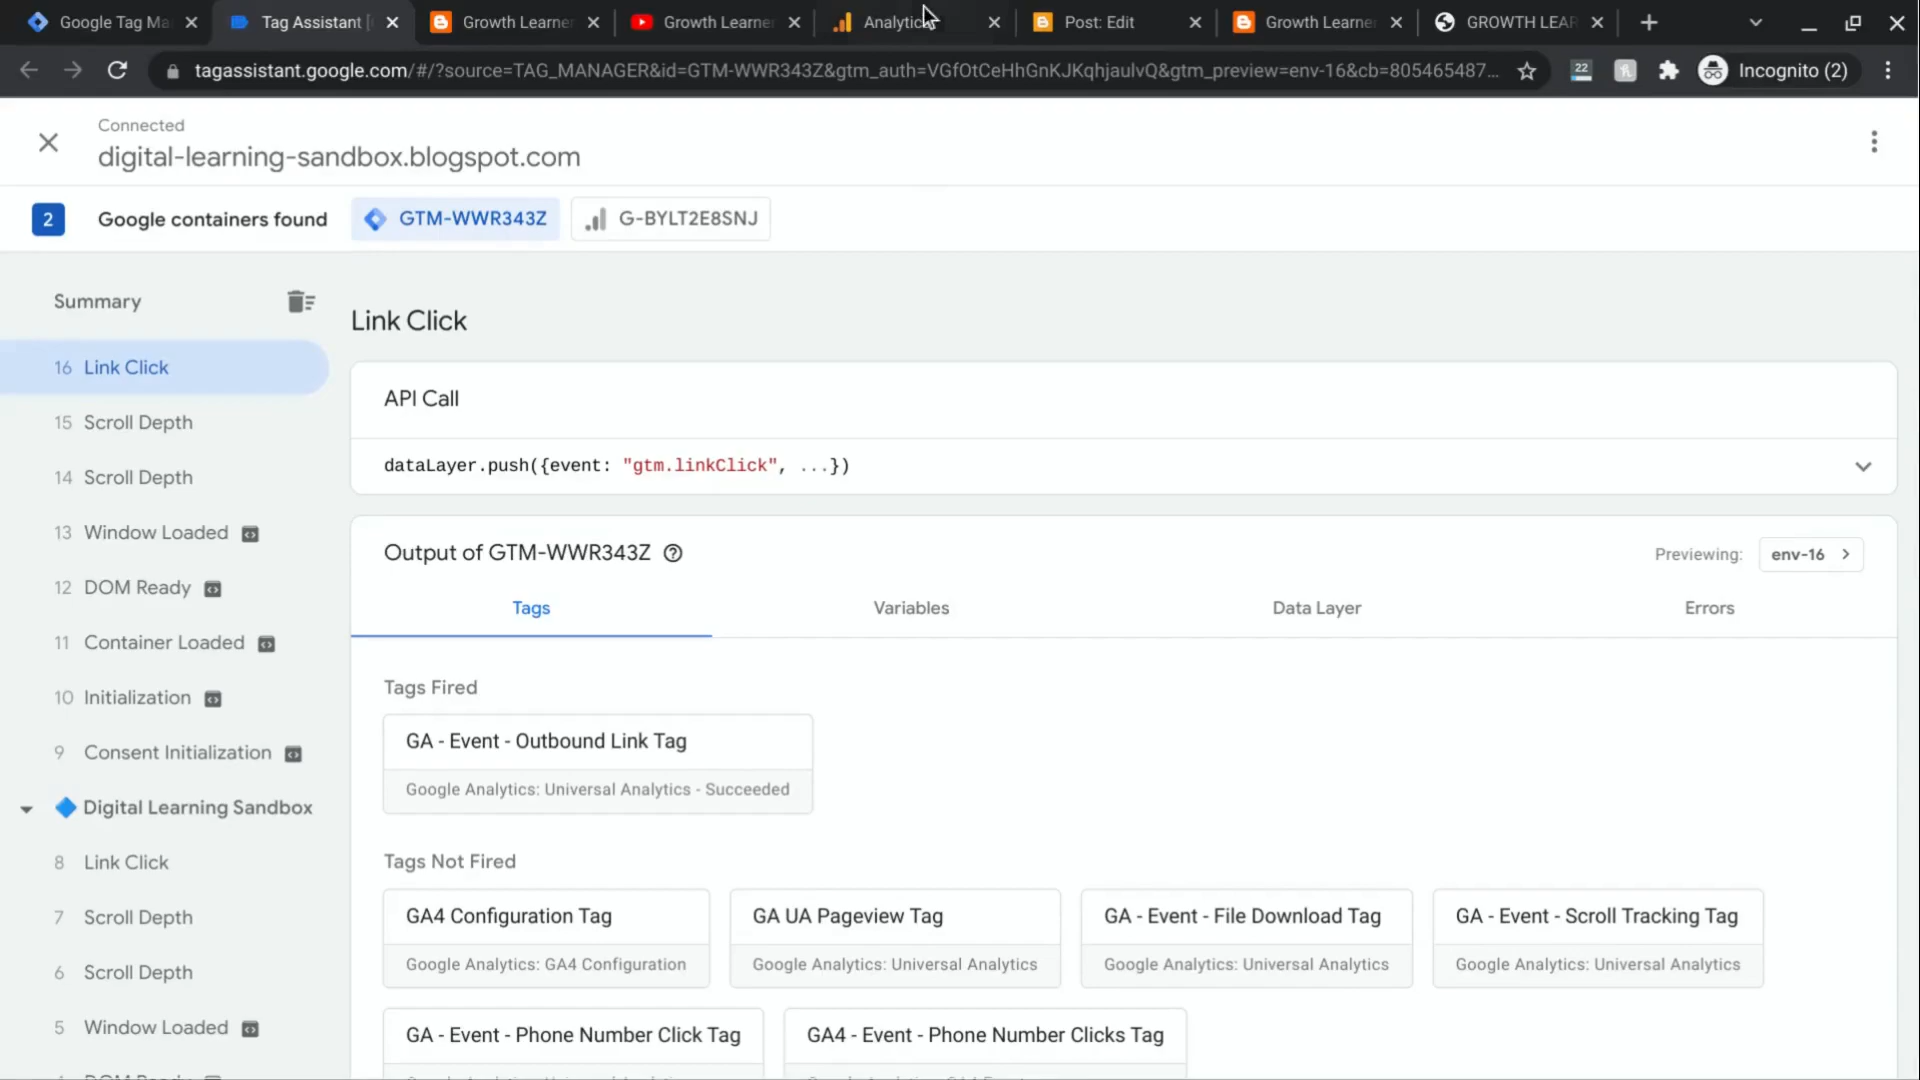 Google Tag Ma
Tag Assistant [
Growth Learner
Growth Learner
Analytics
Post: Edit
Growth Learne
GROWTH LEAR
tagassistant.google.com/#/?source=TAG_MANAGER&id=GTM-WWR343Z&gtm_auth=VGfOtCeHhGnKJKqhjaulvQ&gtm_preview=env-16&cb=805465487...
22
Incognito (2)
Connected
digital-learning-sandbox.blogspot.com
2 Google containers found GTM-WWR343Z G-BYLT2E8SNJ
Summary
16 Link Click
15 Scroll Depth
14 Scroll Depth
13 Window Loaded
12 DOM Ready
11 Container Loaded
10 Initialization
9 Consent Initialization
Digital Learning Sandbox
8 Link Click
7 Scroll Depth
6 Scroll Depth
5 Window Loaded
Link Click
API Call
dataLayer.push({event: "gtm.linkClick", ...})
Output of GTM-WWR343Z
Previewing: env-16
Tags Variables Data Layer Errors
Tags Fired
GA - Event - Outbound Link Tag
Google Analytics: Universal Analytics - Succeeded
Tags Not Fired
GA4 Configuration Tag
Google Analytics: GA4 Configuration
GA UA Pageview Tag
Google Analytics: Universal Analytics
GA - Event - File Download Tag
Google Analytics: Universal Analytics
GA - Event - Scroll Tracking Tag
Google Analytics: Universal Analytics
GA - Event - Phone Number Click Tag
GA4 - Event - Phone Number Clicks Tag